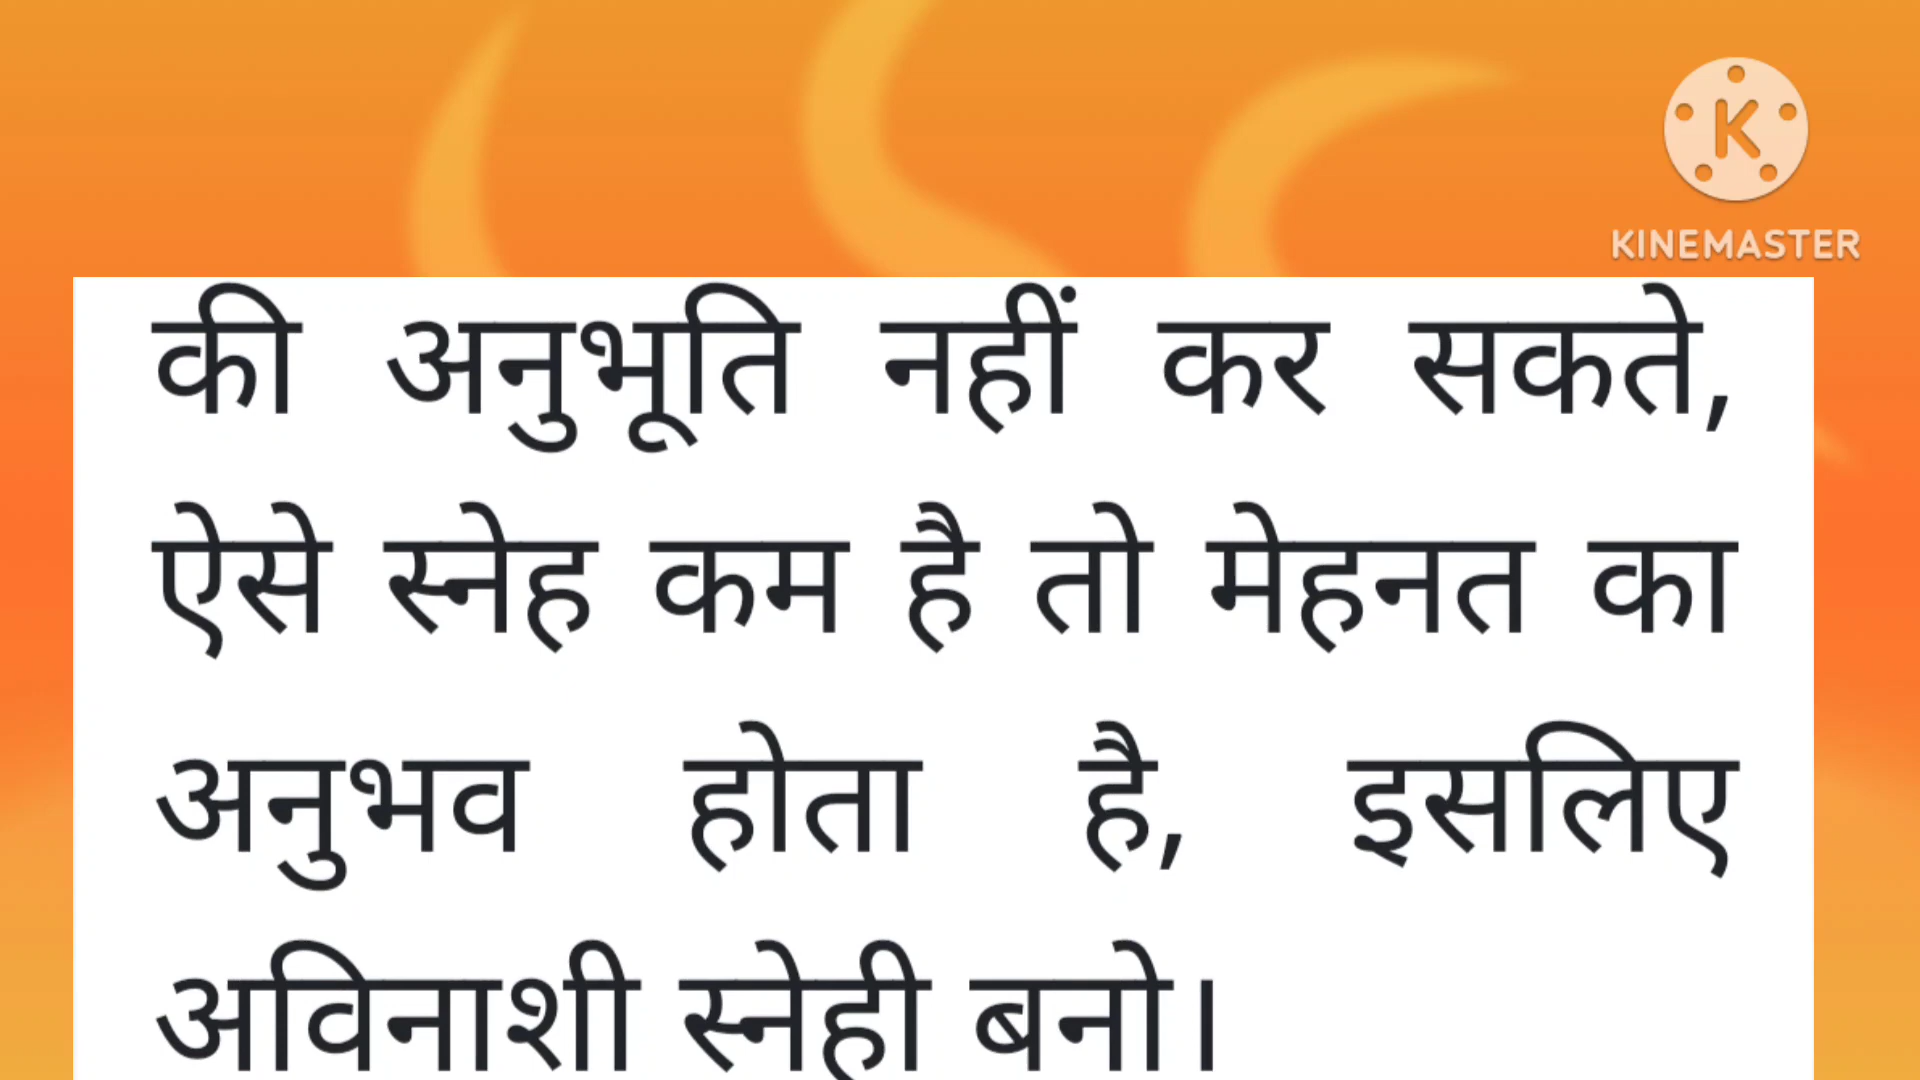 KINEMASTER
की अनुभूति नहीं कर सकते,
ऐसे स्नेह कम है तो मेहनत का
अनुभव होता है, इसलिए
अविनाशी स्नेही बनो।